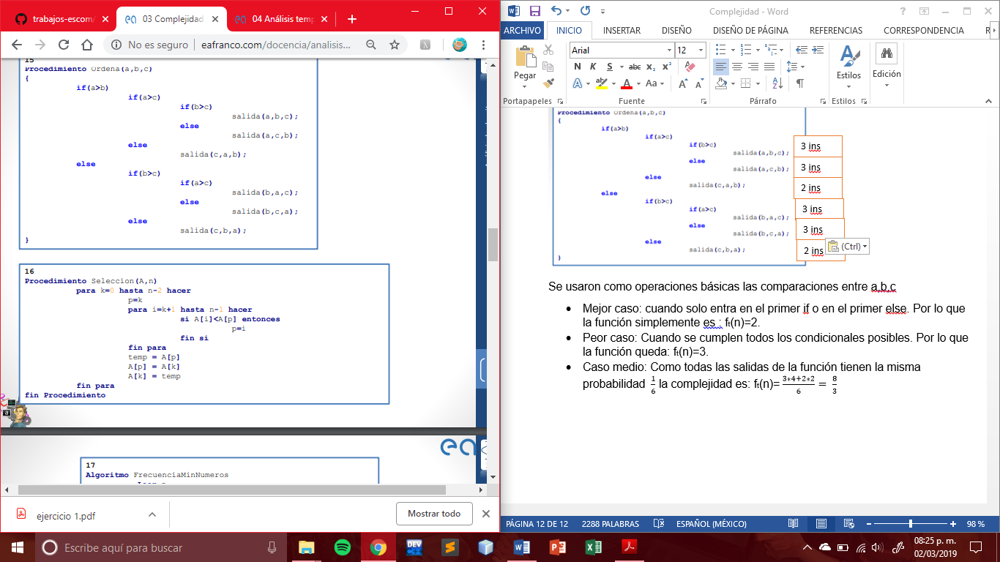 trabajos-escom/
03 Complejidad
04 Análisis temp
No es seguro
eafranco.com/docencia/analisis...
15
Procedimiento Ordena(a,b,c)
{
if(a>b)
if(a>c)
if(b>c)
salida(a,b,c);
else
salida(a,c,b);
else
salida(c,a,b);
else
if(b>c)
if(a>c)
salida(b,a,c);
else
salida(b,c,a);
else
salida(c,b,a);
}
16
Procedimiento Seleccion(A,n)
para k=0 hasta n-2 hacer
p=k
para i=k+1 hasta n-1 hacer
si A[i]<A[p] entonces
p=i
fin si
fin para
temp = A[p]
A[p] = A[k]
A[k] = temp
fin para
fin Procedimiento
ea
17
Algoritmo FrecuenciaMinNumeros
ejercicio 1.pdf
Mostrar todo
Complejidad - Word
ARCHIVO INICIO INSERTAR DISEÑO DISEÑO DE PÁGINA REFERENCIAS CORRESPONDENCIA R
Pegar
Arial 12
N K S abc x₂ x²
A A Aa A A
Estilos
Edición
Portapapeles Fuente Párrafo Estilos
Procedimiento Ordena(a,b,c)
{
if(a>b)
if(a>c)
if(b>c)
salida(a,b,c); 3 ins
else
salida(a,c,b); 3 ins
else
salida(c,a,b); 2 ins
else
if(b>c)
if(a>c)
salida(b,a,c); 3 ins
else
salida(b,c,a); 3 ins
else
salida(c,b,a); 2 ins
}
(Ctrl)
Se usaron como operaciones básicas las comparaciones entre a,b,c
• Mejor caso: cuando solo entra en el primer if o en el primer else. Por lo que
la función simplemente es : fₜ(n)=2.
• Peor caso: Cuando se cumplen todos los condicionales posibles. Por lo que
la función queda: fₜ(n)=3.
• Caso medio: Como todas las salidas de la función tienen la misma
probabilidad 1/6 la complejidad es: fₜ(n)=(3∗4+2∗2)/6 = 8/3
PÁGINA 12 DE 12 2288 PALABRAS ESPAÑOL (MÉXICO) 98 %
Escribe aquí para buscar
DEV
08:25 p. m.
02/03/2019